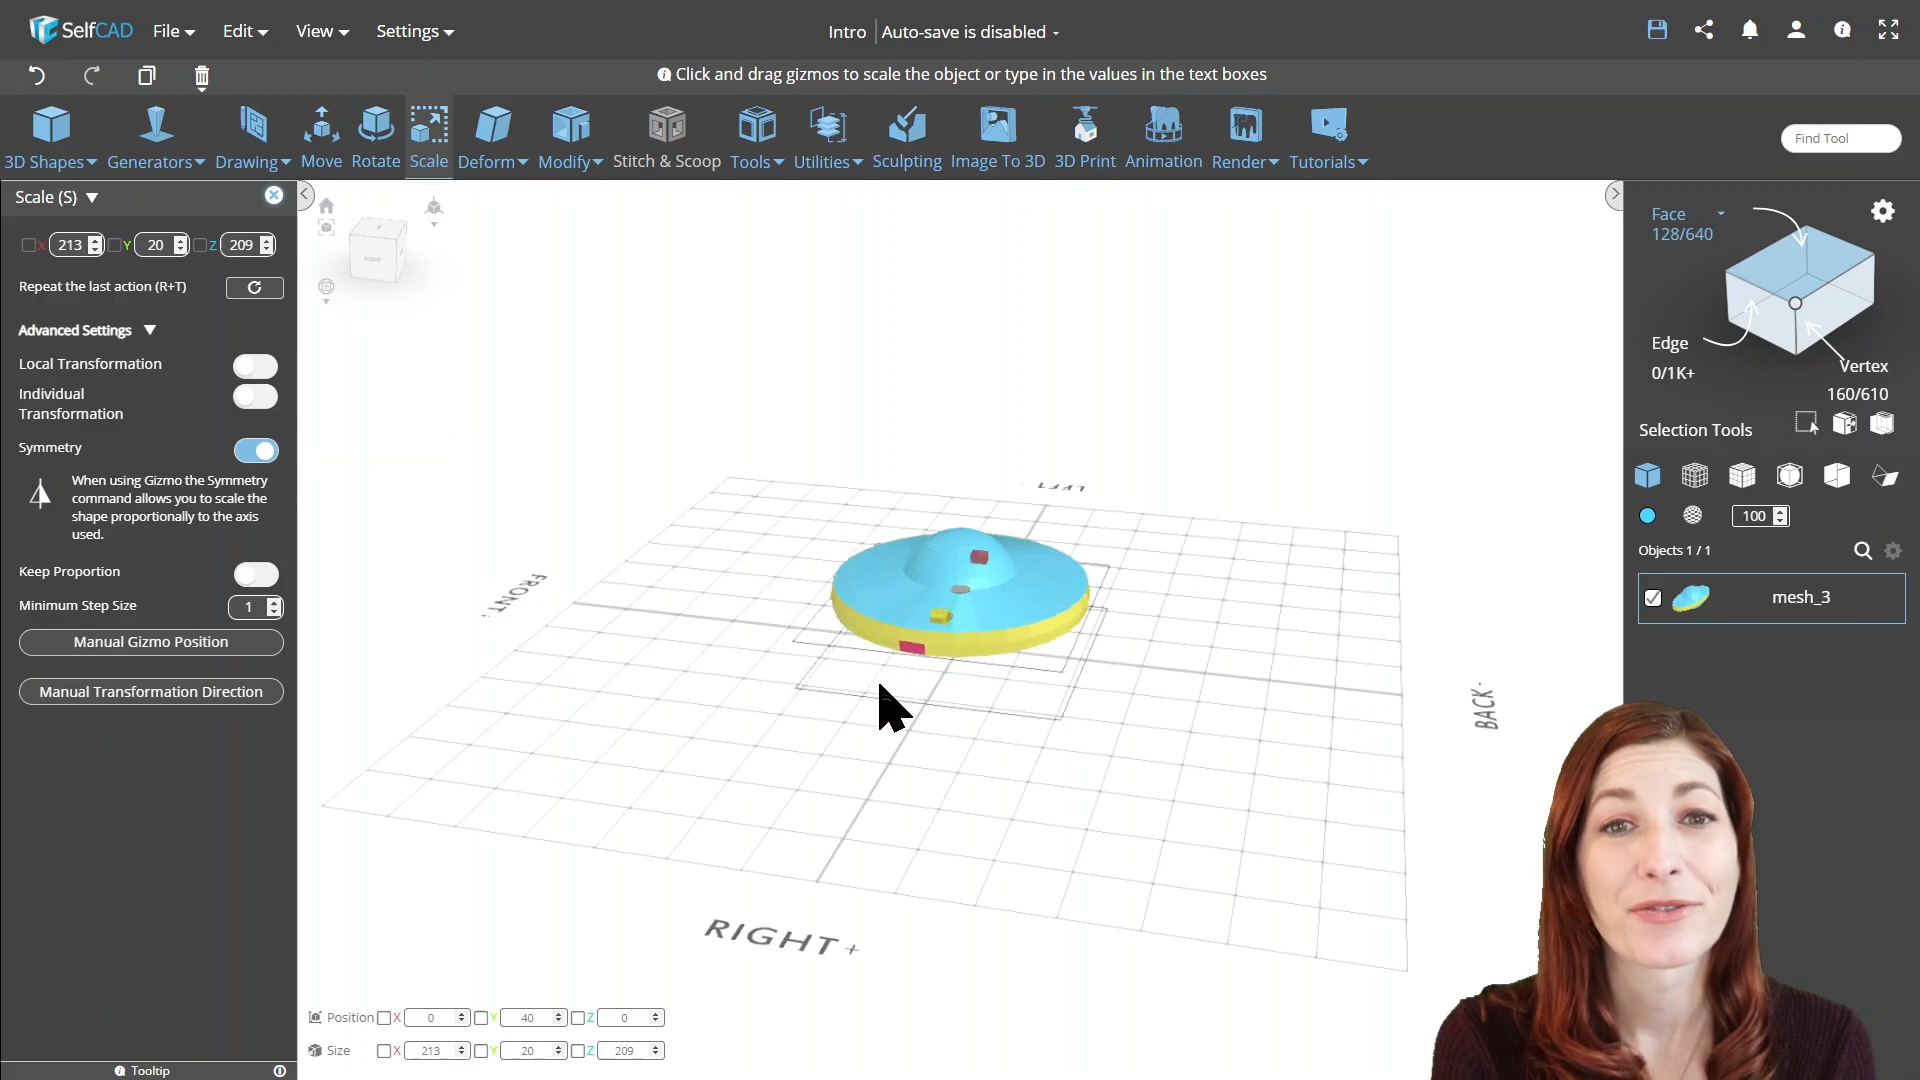 SelfCAD File Edit View Settings Intro Auto-save is disabled
Click and drag gizmos to scale the object or type in the values in the text boxes
3D Shapes Generators Drawing Move Rotate Scale Deform Modify Stitch & Scoop Tools Utilities Sculpting Image To 3D 3D Print Animation Render Tutorials Find Tool
Scale (S)
X 213 Y 20 Z 209
Repeat the last action (R+T)
Advanced Settings
Local Transformation
Individual
Transformation
Symmetry
When using Gizmo the Symmetry
command allows you to scale the
shape proportionally to the axis
used.
Keep Proportion
Minimum Step Size 1
Manual Gizmo Position
Manual Transformation Direction
Tooltip
RIGHT
LEFT
FRONT
BACK
RIGHT+
Position X 0 Y 40 Z 0
Size X 213 Y 20 Z 209
Face
128/640
Edge
0/1K+
Vertex
160/610
Selection Tools
100
Objects 1 / 1
mesh_3